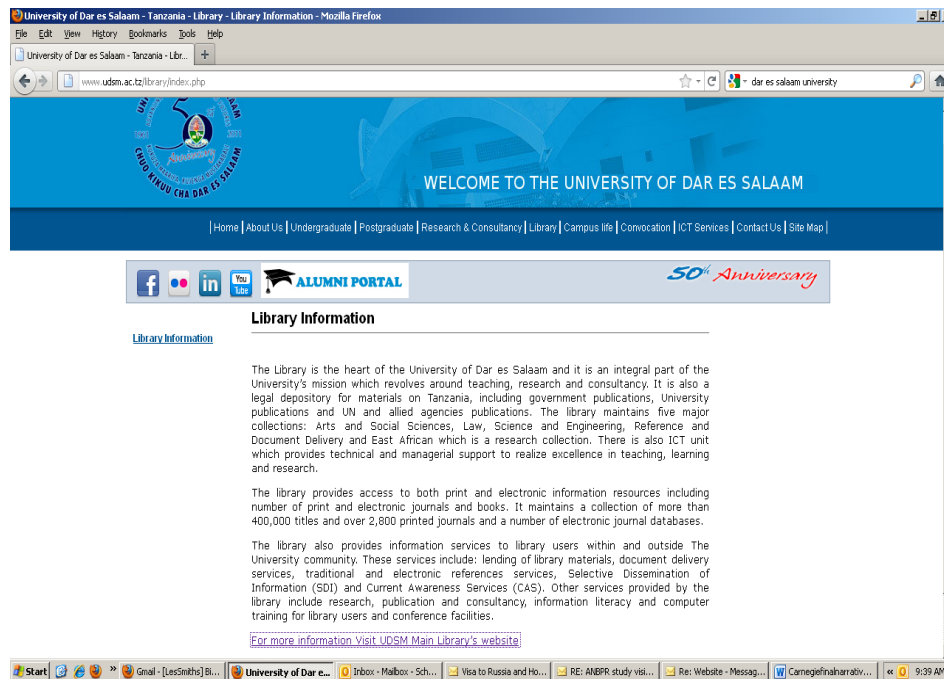 University of Dar es Salaam - Tanzania - Library - Library Information - Mozilla Firefox
File Edit View History Bookmarks Tools Help
University of Dar es Salaam - Tanzania - Libr...
www.udsm.ac.tz/library/index.php
dar es salaam university
50
Anniversary
CHUO KIKUU CHA DAR ES SALAAM
WELCOME TO THE UNIVERSITY OF DAR ES SALAAM
|Home | About Us | Undergraduate | Postgraduate | Research & Consultancy | Library | Campus life | Convocation | ICT Services | Contact Us | Site Map |
f in You Tube ALUMNI PORTAL 50th Anniversary
Library Information
Library Information
The Library is the heart of the University of Dar es Salaam and it is an integral part of the
University's mission which revolves around teaching, research and consultancy. It is also a
legal depository for materials on Tanzania, including government publications, University
publications and UN and allied agencies publications. The library maintains five major
collections: Arts and Social Sciences, Law, Science and Engineering, Reference and
Document Delivery and East African which is a research collection. There is also ICT unit
which provides technical and managerial support to realize excellence in teaching, learning
and research.
The library provides access to both print and electronic information resources including
number of print and electronic journals and books. It maintains a collection of more than
400,000 titles and over 2,800 printed journals and a number of electronic journal databases.
The library also provides information services to library users within and outside The
University community. These services include: lending of library materials, document delivery
services, traditional and electronic references services, Selective Dissemination of
Information (SDI) and Current Awareness Services (CAS). Other services provided by the
library include research, publication and consultancy, information literacy and computer
training for library users and conference facilities.
For more information Visit UDSM Main Library's website
Start » Gmail - [LesSmiths] Bi... University of Dar e... Inbox - Mailbox - Sch... Visa to Russia and Ho... RE: ANBPR study visi... Re: Website - Messag... Carnegiefinalnarrativ... « 9:39 AM